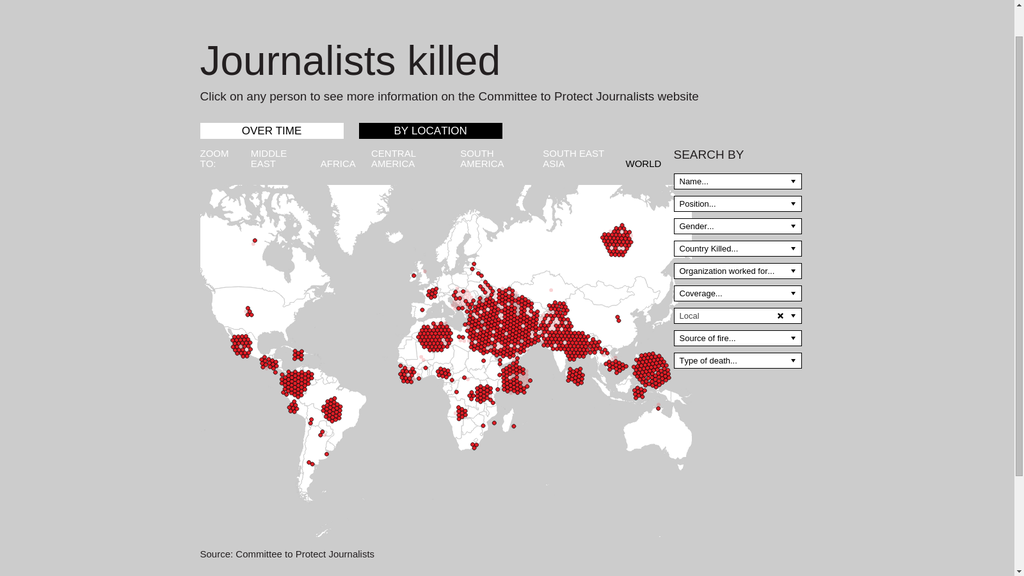 Journalists killed
Click on any person to see more information on the Committee to Protect Journalists website
OVER TIME
BY LOCATION
ZOOM TO:
MIDDLE EAST
AFRICA
CENTRAL AMERICA
SOUTH AMERICA
SOUTH EAST ASIA
WORLD
SEARCH BY
Name...
Position...
Gender...
Country Killed...
Organization worked for...
Coverage...
Local
Source of fire...
Type of death...
Source: Committee to Protect Journalists